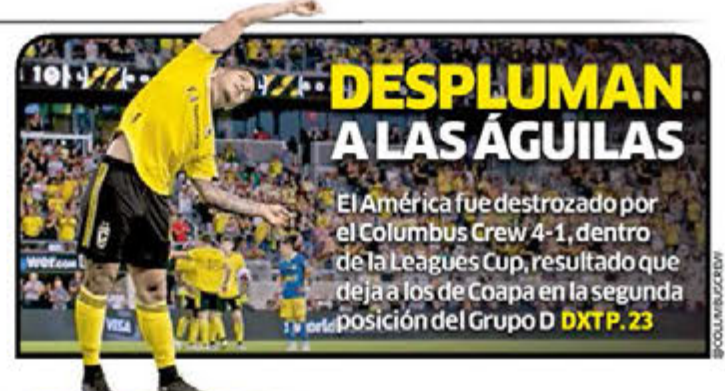 DESPLUMAN
A LAS ÁGUILAS
El América fue destrozado por
el Columbus Crew 4-1, dentro
de la Leagues Cup, resultado que
deja a los de Coapa en la segunda
posición del Grupo D DXT P. 23
VISA